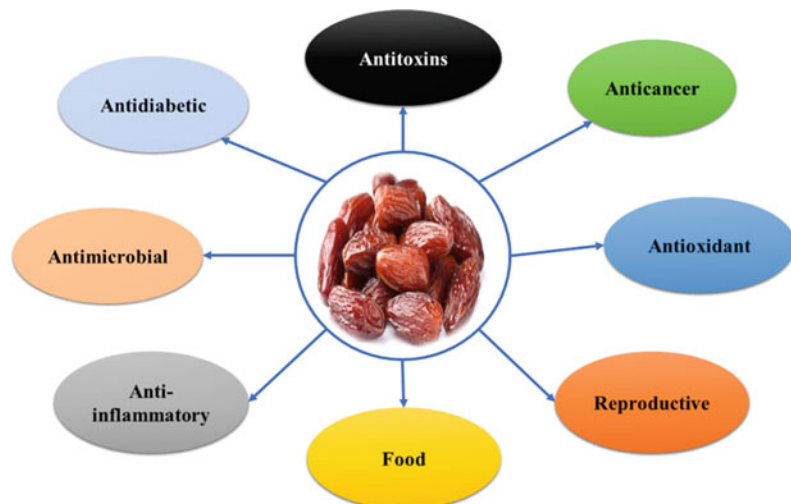 Antitoxins
Anticancer
Antidiabetic
Antioxidant
Antimicrobial
Anti-
inflammatory
Reproductive
Food